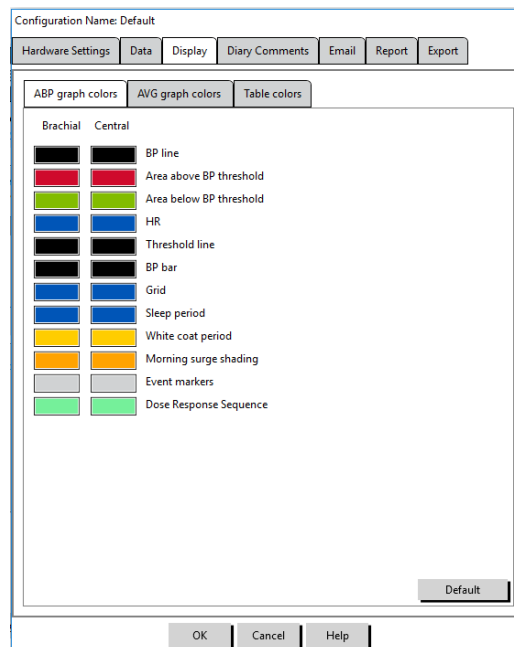 Configuration Name: Default
Hardware Settings Data Display Diary Comments Email Report Export
ABP graph colors AVG graph colors Table colors
Brachial Central
BP line
Area above BP threshold
Area below BP threshold
HR
Threshold line
BP bar
Grid
Sleep period
White coat period
Morning surge shading
Event markers
Dose Response Sequence
Default
OK Cancel Help